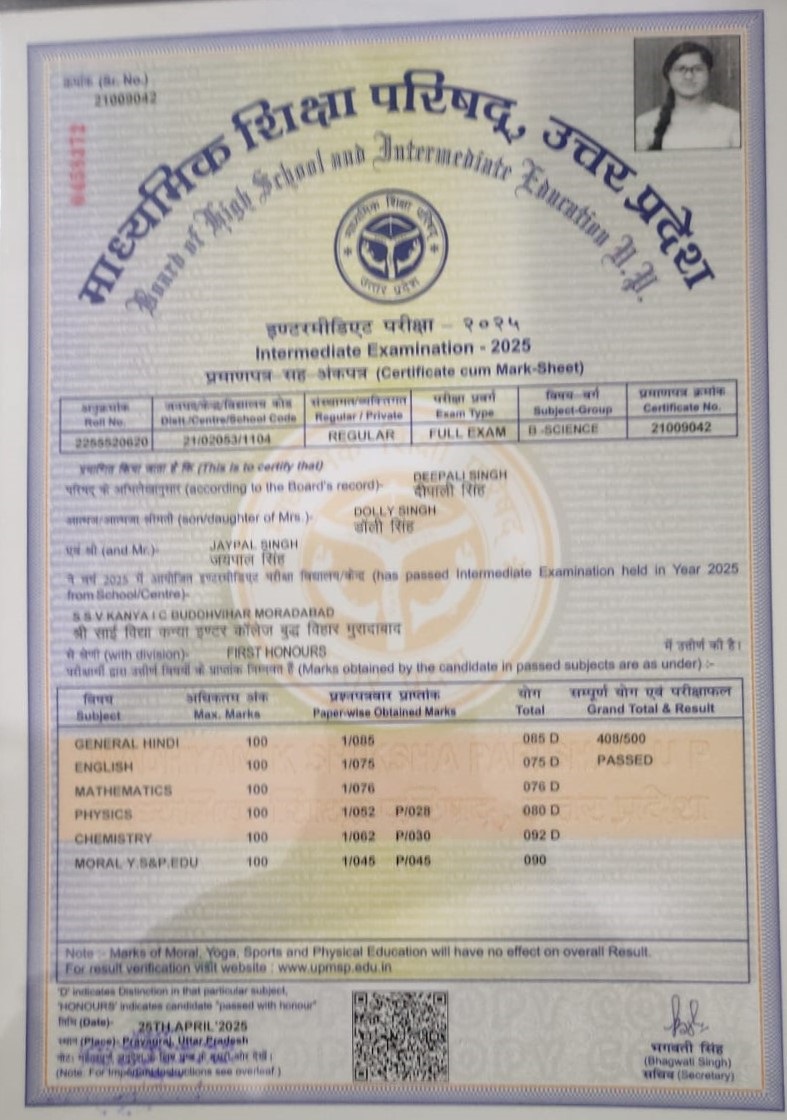 क्रमांक (Sr. No.)
21009042
माध्यमिक शिक्षा परिषद्, उत्तर प्रदेश
Board of High School and Intermediate Education U.P.
माध्यमिक शिक्षा परिषद्
उत्तर प्रदेश
इण्टरमीडिएट परीक्षा - २०२५
Intermediate Examination - 2025
प्रमाणपत्र सह अंकपत्र (Certificate cum Mark-Sheet)
अनुक्रमांक जनपद/केन्द्र/विद्यालय कोड संस्थागत/व्यक्तिगत परीक्षा प्रवर्ग विषय वर्ग प्रमाणपत्र क्रमांक
Roll No. Distt./Centre/School Code Regular / Private Exam Type Subject-Group Certificate No.
2255520620 21/02053/1104 REGULAR FULL EXAM B -SCIENCE 21009042
प्रमाणित किया जाता है कि (This is to certify that)
DEEPALI SINGH
परिषद् के अभिलेखानुसार (according to the Board's record)- दीपाली सिंह
DOLLY SINGH
आत्मज/आत्मजा श्रीमती (son/daughter of Mrs.)- डॉली सिंह
JAYPAL SINGH
एवं श्री (and Mr.)- जयपाल सिंह
ने वर्ष 2025 में आयोजित इण्टरमीडिएट परीक्षा विद्यालय/केन्द्र (has passed Intermediate Examination held in Year 2025
from School/Centre)-
S S V KANYA I C BUDDHVIHAR MORADABAD
श्री साई विद्या कन्या इण्टर कॉलेज बुद्ध विहार मुरादाबाद
से श्रेणी (with division)- FIRST HONOURS में उत्तीर्ण की है।
परीक्षार्थी द्वारा उत्तीर्ण विषयों के प्राप्तांक निम्नवत हैं (Marks obtained by the candidate in passed subjects are as under) :-
विषय अधिकतम अंक प्रश्नपत्रवार प्राप्तांक योग सम्पूर्ण योग एवं परीक्षाफल
Subject Max. Marks Paper-wise Obtained Marks Total Grand Total & Result
GENERAL HINDI 100 1/085 085 D 408/500
ENGLISH 100 1/075 075 D PASSED
MATHEMATICS 100 1/076 076 D
PHYSICS 100 1/052 P/028 080 D
CHEMISTRY 100 1/062 P/030 092 D
MORAL Y.S&P.EDU 100 1/045 P/045 090
Note :- Marks of Moral, Yoga, Sports and Physical Education will have no effect on overall Result.
For result verification visit website : www.upmsp.edu.in
'D' indicates Distinction in that particular subject,
'HONOURS' indicates candidate "passed with honour"
तिथि (Date)- 25TH APRIL'2025
स्थान (Place)- Prayagraj, Uttar Pradesh
(Note. For Important Instructions see overleaf.)
भगवती सिंह
(Bhagwati Singh)
सचिव (Secretary)